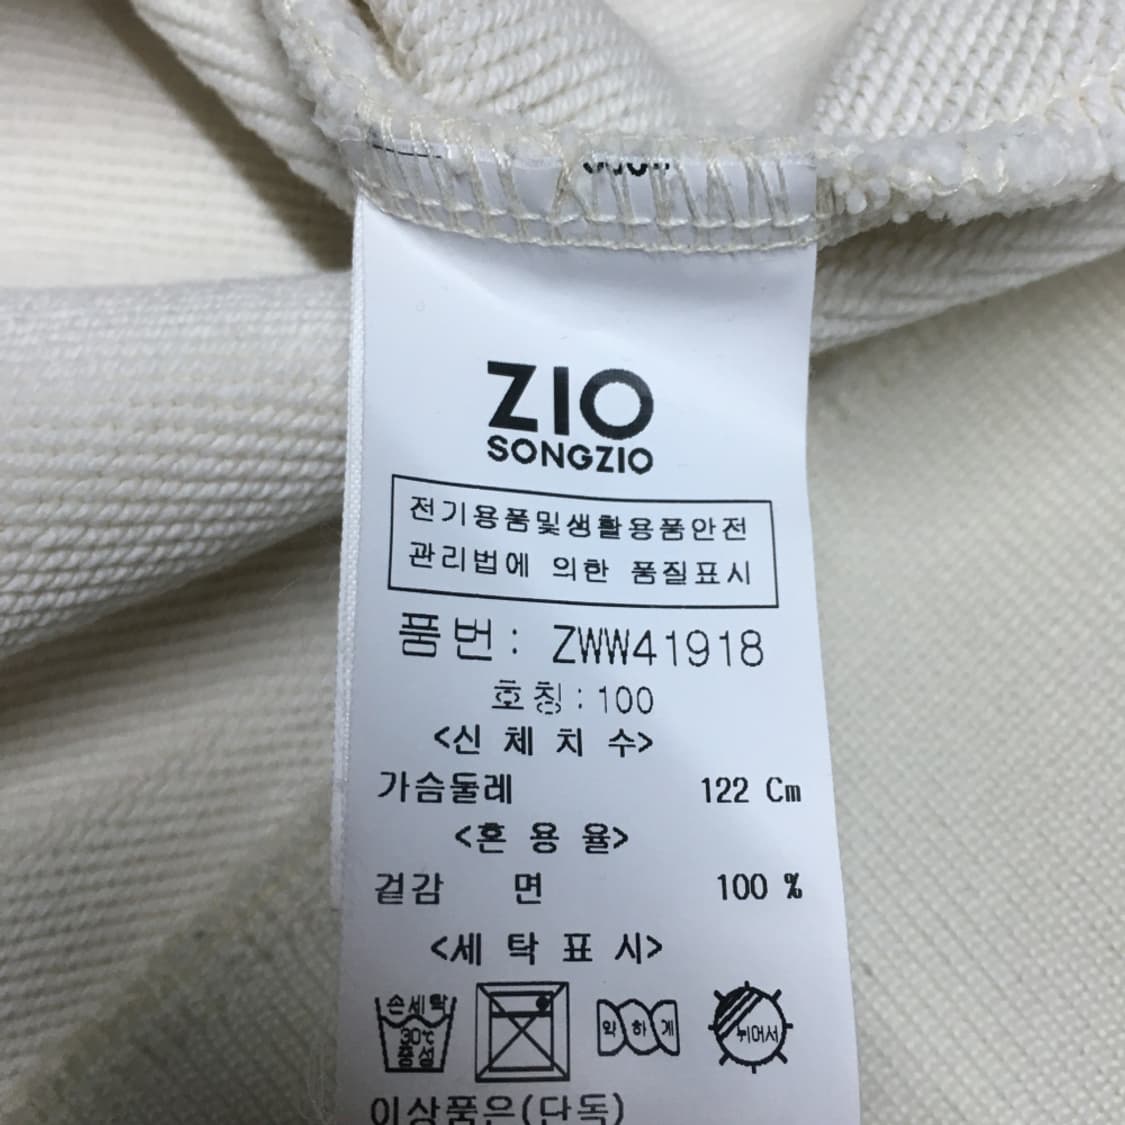 ZIO
SONGZIO
전기용품및생활용품안전
관리법에 의한 품질표시
품번: ZWW41918
호칭:100
<신 체 치 수>
가슴둘레 122 Cm
<혼 용 율>
겉감 면 100 %
<세 탁 표 시>
손세탁
30℃
중성
약하게
뉘어서
이상품은(단독)